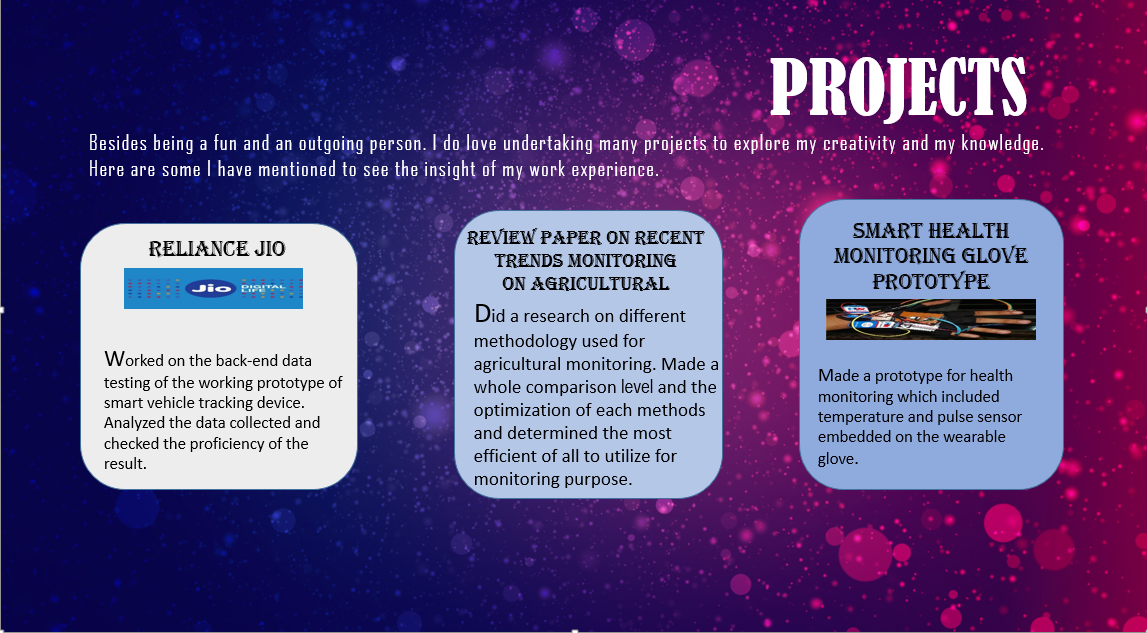 PROJECTS
Besides being a fun and an outgoing person. I do love undertaking many projects to explore my creativity and my knowledge.
Here are some I have mentioned to see the insight of my work experience.
RELIANCE JIO
Jio DIGITAL
LIFE
Worked on the back-end data
testing of the working prototype of
smart vehicle tracking device.
Analyzed the data collected and
checked the proficiency of the
result.
REVIEW PAPER ON RECENT
TRENDS MONITORING
ON AGRICULTURAL
Did a research on different
methodology used for
agricultural monitoring. Made a
whole comparison level and the
optimization of each methods
and determined the most
efficient of all to utilize for
monitoring purpose.
SMART HEALTH
MONITORING GLOVE
PROTOTYPE
Made a prototype for health
monitoring which included
temperature and pulse sensor
embedded on the wearable
glove.